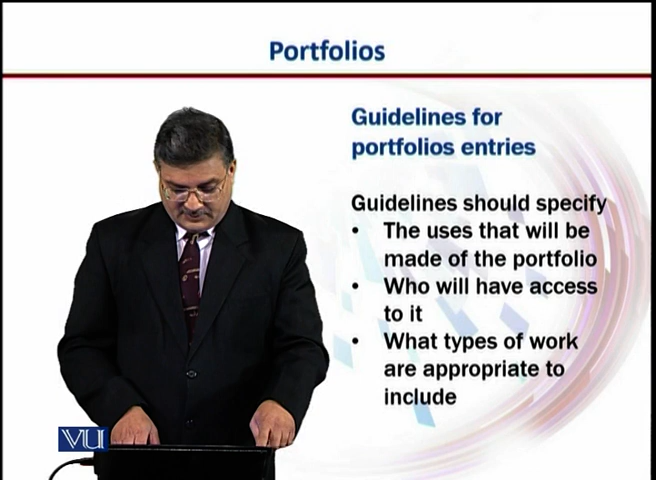 Portfolios
Guidelines for
portfolios entries
Guidelines should specify
• The uses that will be
made of the portfolio
• Who will have access
to it
• What types of work
are appropriate to
include
VU